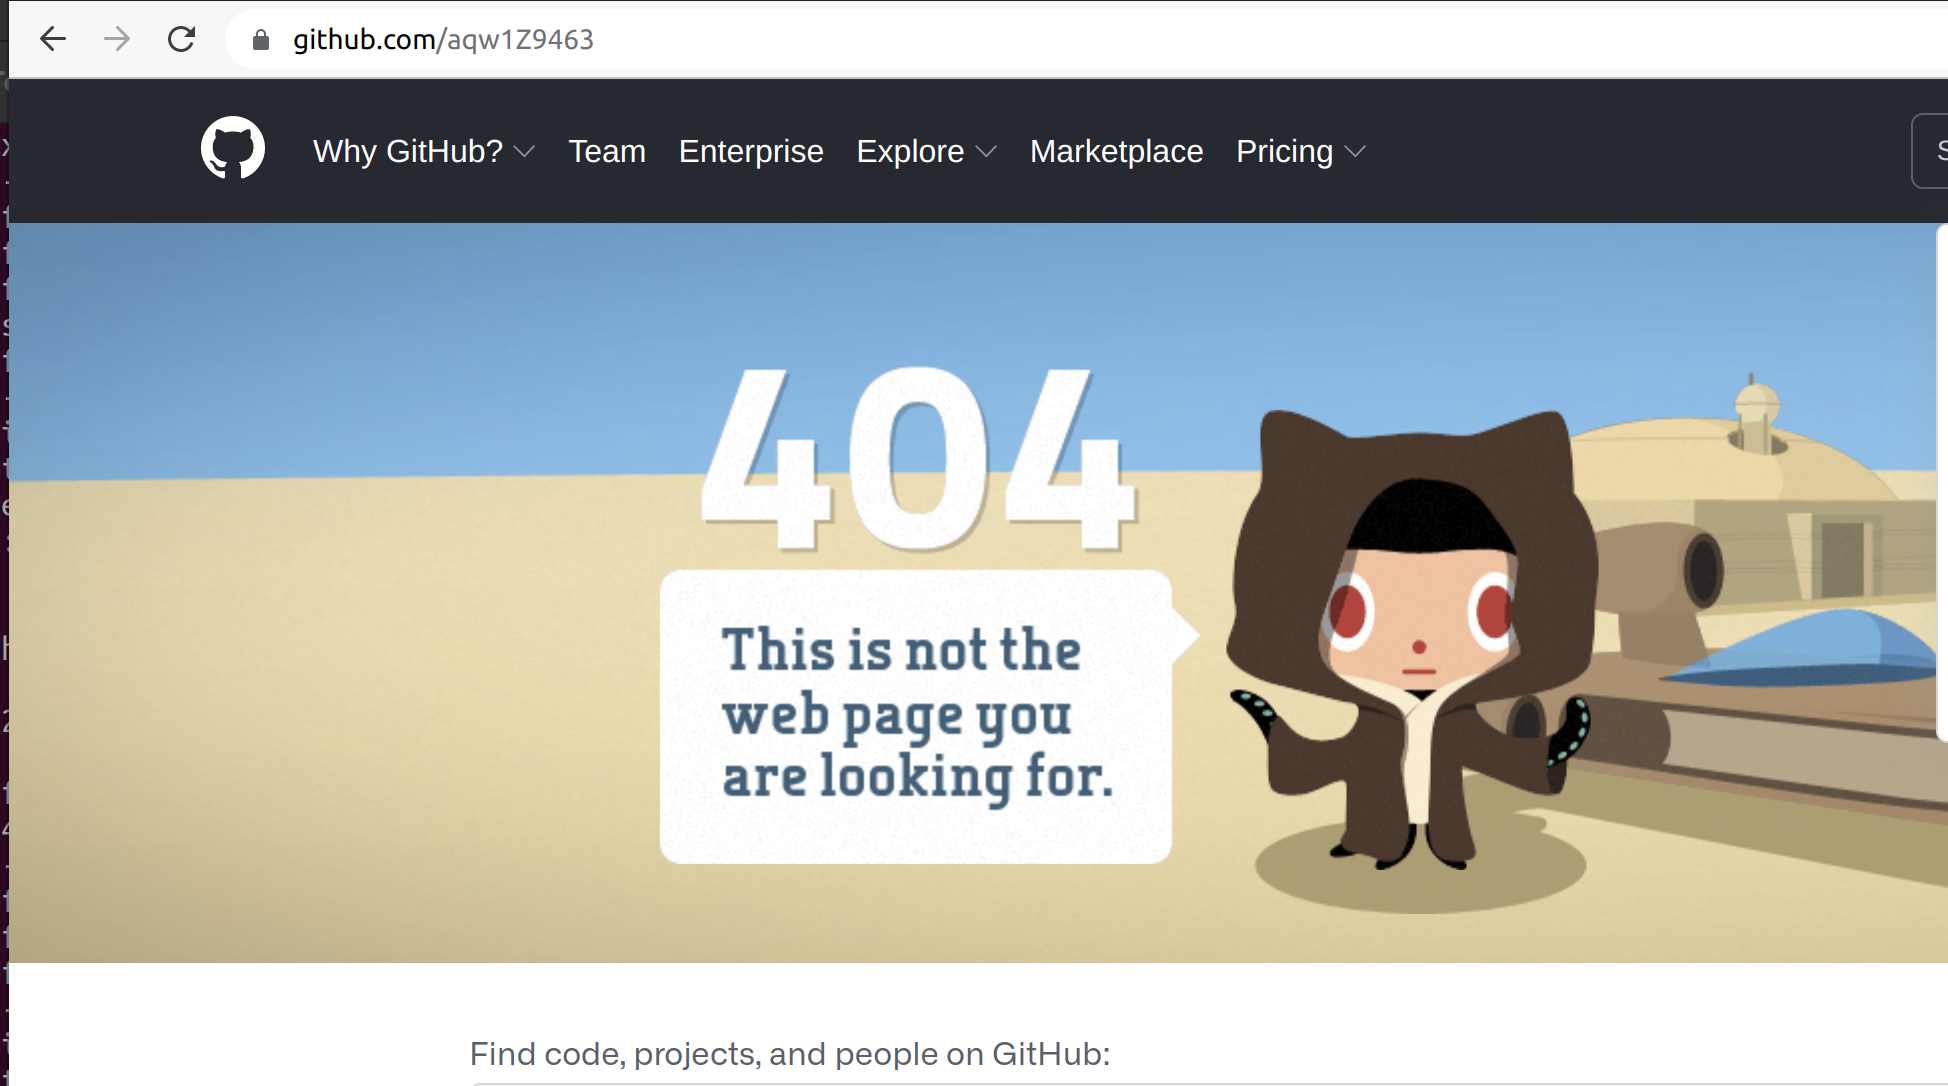 github.com/aqw1Z9463
Why GitHub? Team Enterprise Explore Marketplace Pricing
404
This is not the
web page you
are looking for.
Find code, projects, and people on GitHub: